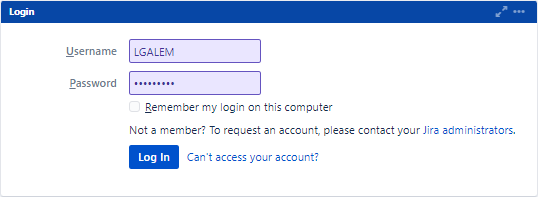 Login
Username
LGALEM
Password
•••••••••
Remember my login on this computer
Not a member? To request an account, please contact your Jira administrators.
Log In Can't access your account?